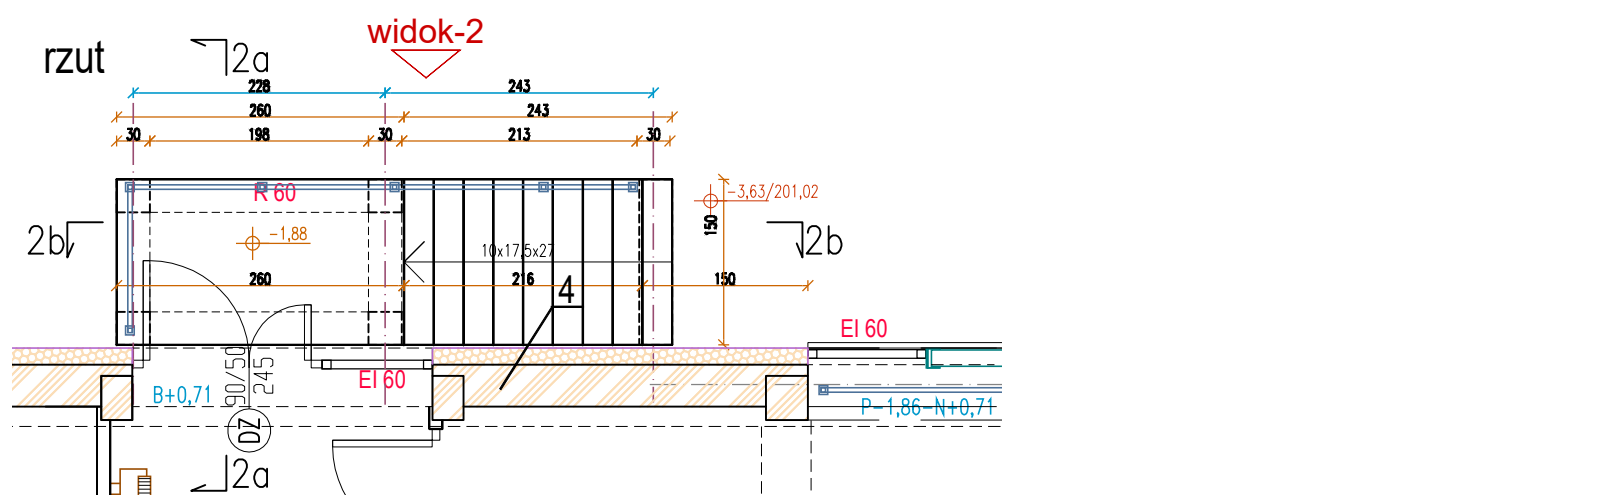 widok-2
rzut
2a
228 243
260 243
30 198 30 213 30
R 60
-3,63/201,02
150
2b
-1,88
2b
10x17,5x27
260 216 150
4
EI 60
90/50
245
EI 60
B+0,71
P-1,86-N+0,71
DZ
2a